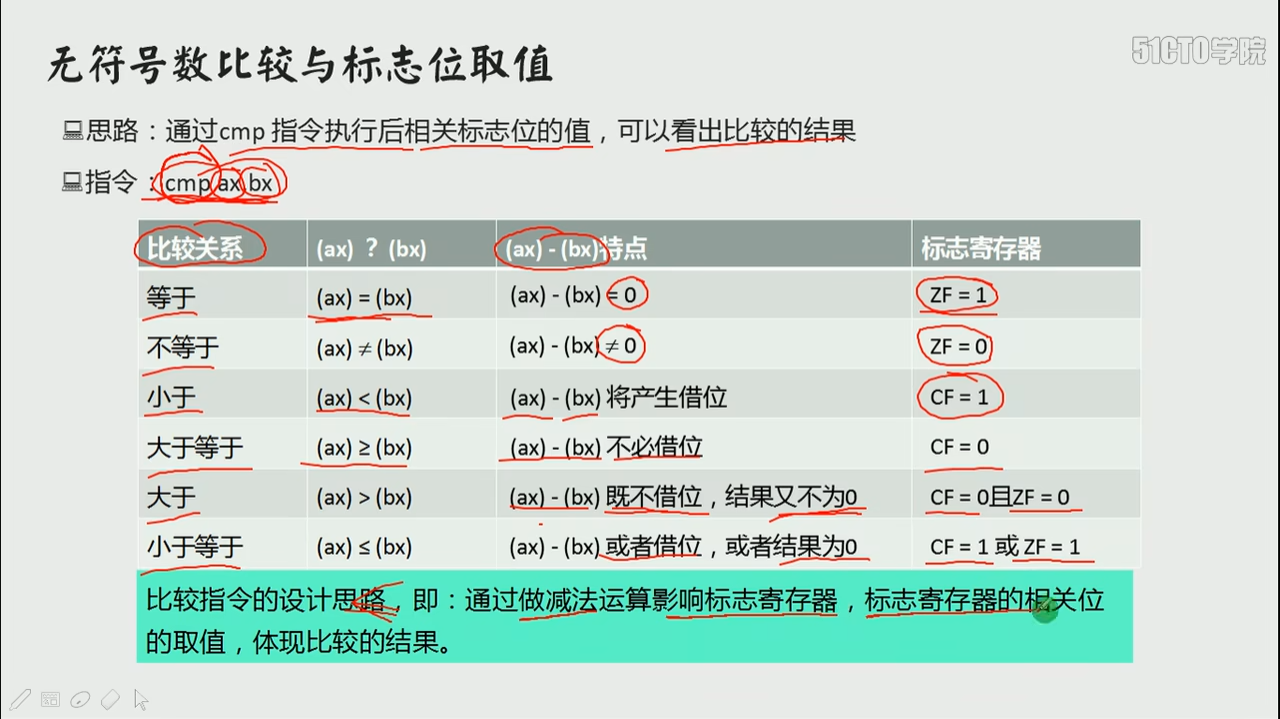 51CTO学院
无符号数比较与标志位取值
思路：通过cmp 指令执行后相关标志位的值，可以看出比较的结果
指令：cmp ax,bx
比较关系 (ax) ？ (bx) (ax) - (bx)特点 标志寄存器
等于 (ax) = (bx) (ax) - (bx) = 0 ZF = 1
不等于 (ax) ≠ (bx) (ax) - (bx) ≠ 0 ZF = 0
小于 (ax) < (bx) (ax) - (bx) 将产生借位 CF = 1
大于等于 (ax) ≥ (bx) (ax) - (bx) 不必借位 CF = 0
大于 (ax) > (bx) (ax) - (bx) 既不借位，结果又不为0 CF = 0且ZF = 0
小于等于 (ax) ≤ (bx) (ax) - (bx) 或者借位，或者结果为0 CF = 1 或 ZF = 1
比较指令的设计思路，即：通过做减法运算影响标志寄存器，标志寄存器的相关位
的取值，体现比较的结果。